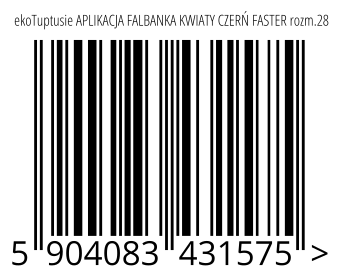 ekoTuptusie APLIKACJA FALBANKA KWIATY CZERŃ FASTER rozm.28
5 904083 431575 >